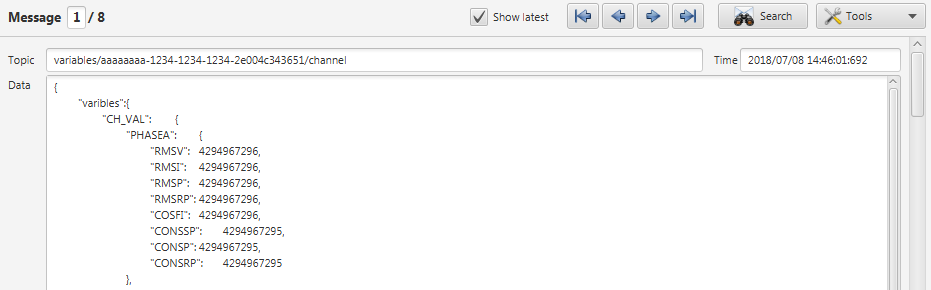 Message 1 / 8 Show latest Search Tools
Topic variables/aaaaaaaa-1234-1234-1234-2e004c343651/channel Time 2018/07/08 14:46:01:692
Data {
"varibles":{
"CH_VAL": {
"PHASEA": {
"RMSV": 4294967296,
"RMSI": 4294967296,
"RMSP": 4294967296,
"RMSRP": 4294967296,
"COSFI": 4294967296,
"CONSSP": 4294967295,
"CONSP": 4294967295,
"CONSRP": 4294967295
},